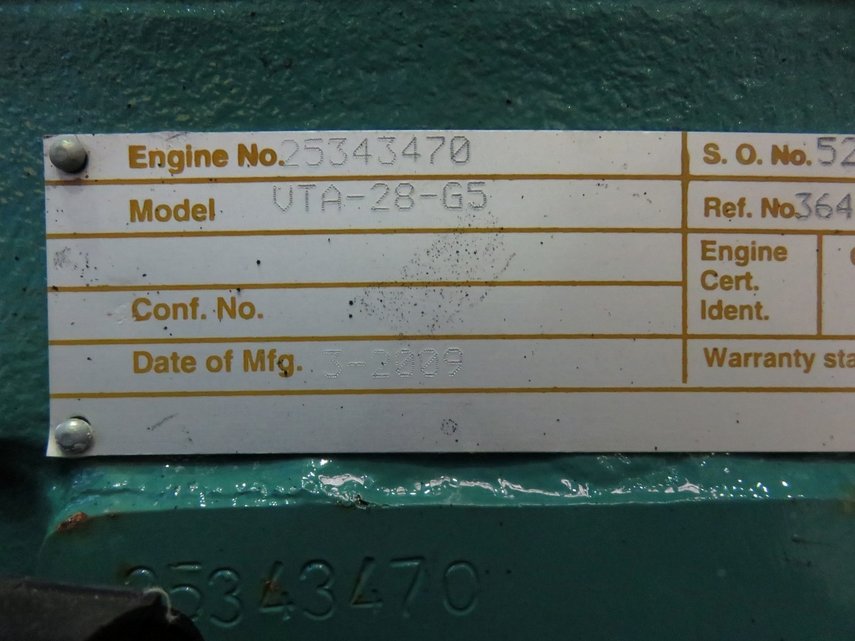 Engine No. 25343470
Model VTA-28-G5
Conf. No.
Date of Mfg. 3-2009
S. O. No. 52
Ref. No. 364
Engine
Cert.
Ident.
Warranty sta
25343470